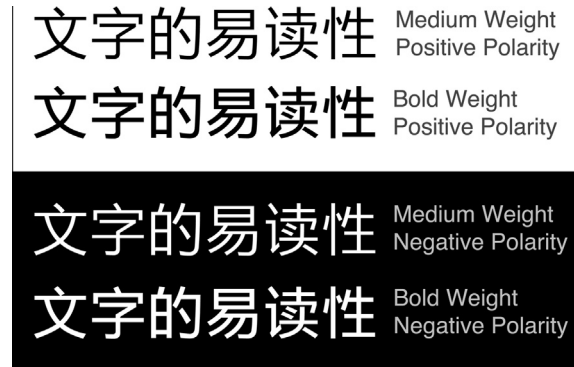 文字的易读性 Medium Weight
Positive Polarity
文字的易读性 Bold Weight
Positive Polarity
文字的易读性 Medium Weight
Negative Polarity
文字的易读性 Bold Weight
Negative Polarity